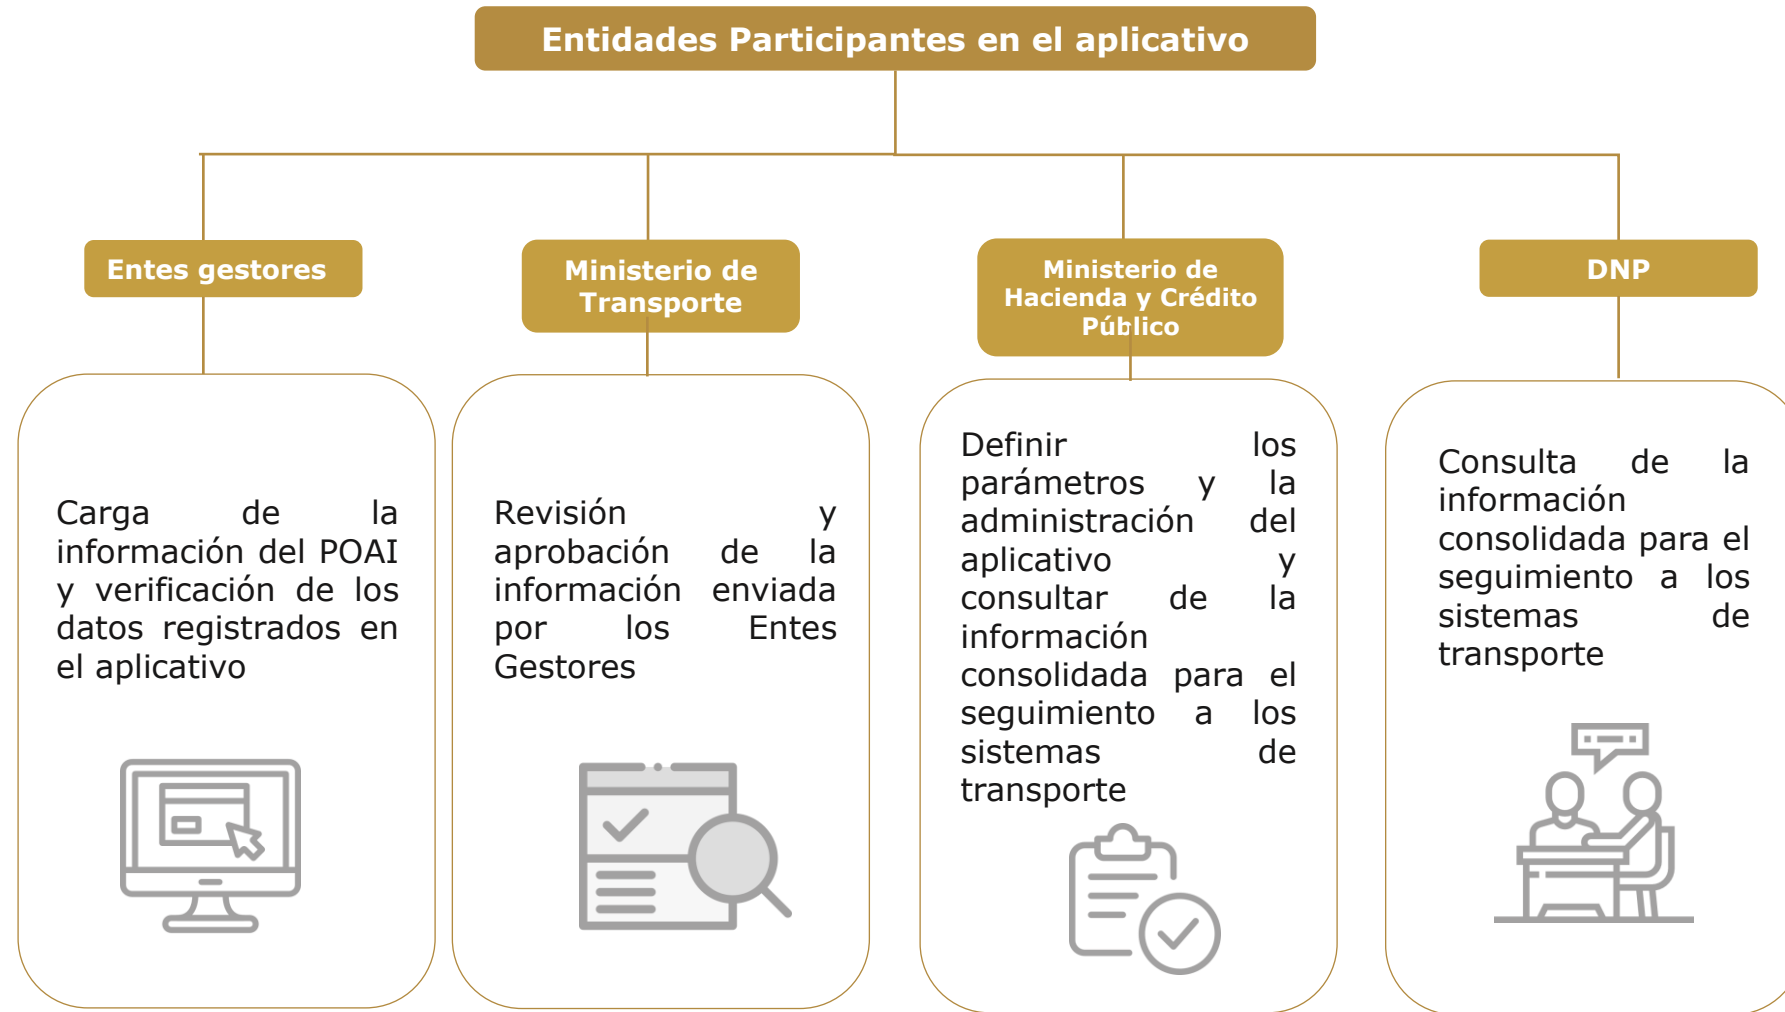 Entidades Participantes en el aplicativo
Entes gestores
Carga de la
información del POAI
y verificación de los
datos registrados en
el aplicativo
Ministerio de
Transporte
Revisión y
aprobación de la
información enviada
por los Entes
Gestores
Ministerio de
Hacienda y Crédito
Público
Definir los
parámetros y la
administración del
aplicativo y
consultar de la
información
consolidada para el
seguimiento a los
sistemas de
transporte
DNP
Consulta de la
información
consolidada para el
seguimiento a los
sistemas de
transporte